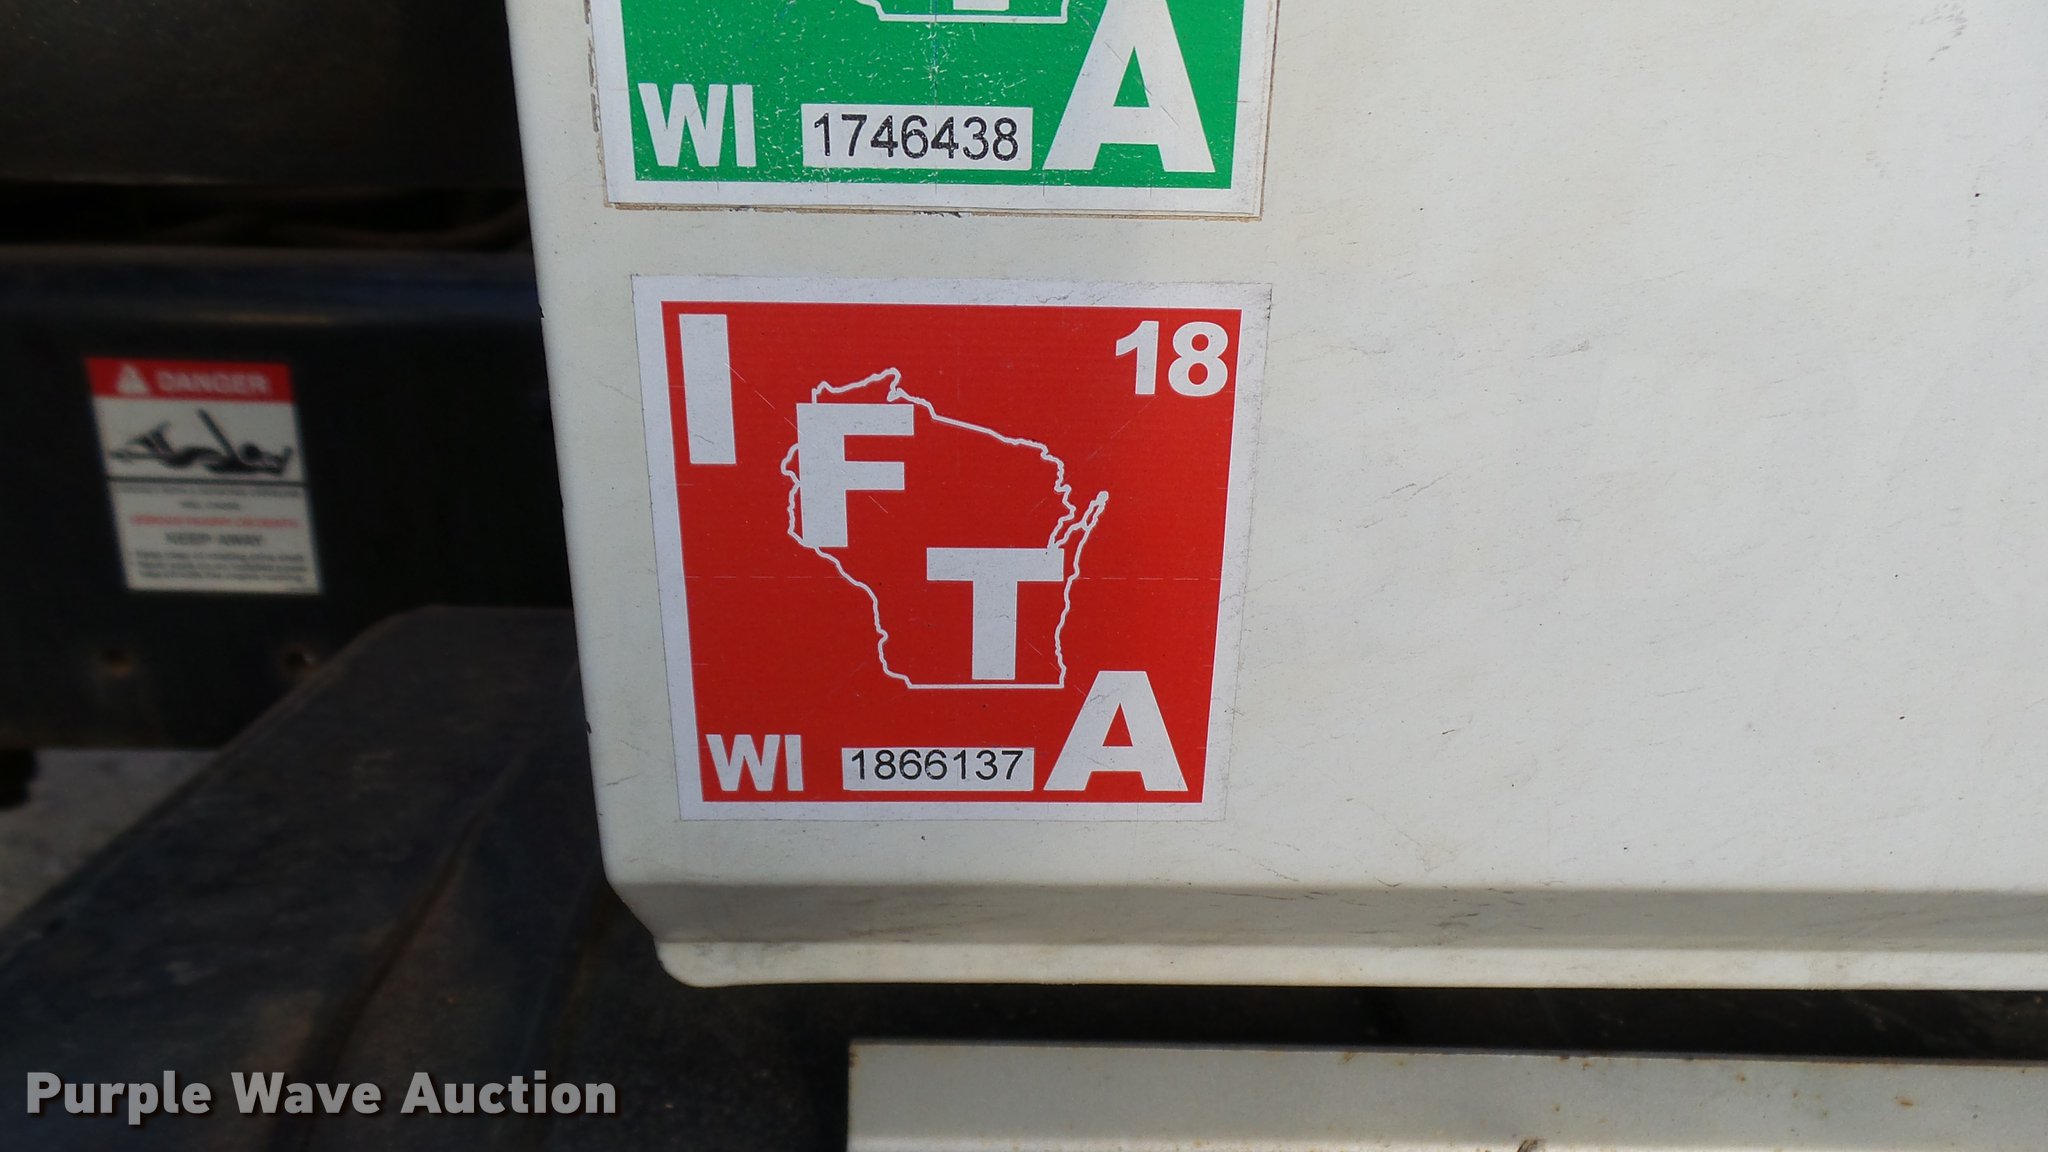 WI 1746438 A
I 18
F
T
WI 1866137 A
DANGER
KEEP AWAY
Purple Wave Auction